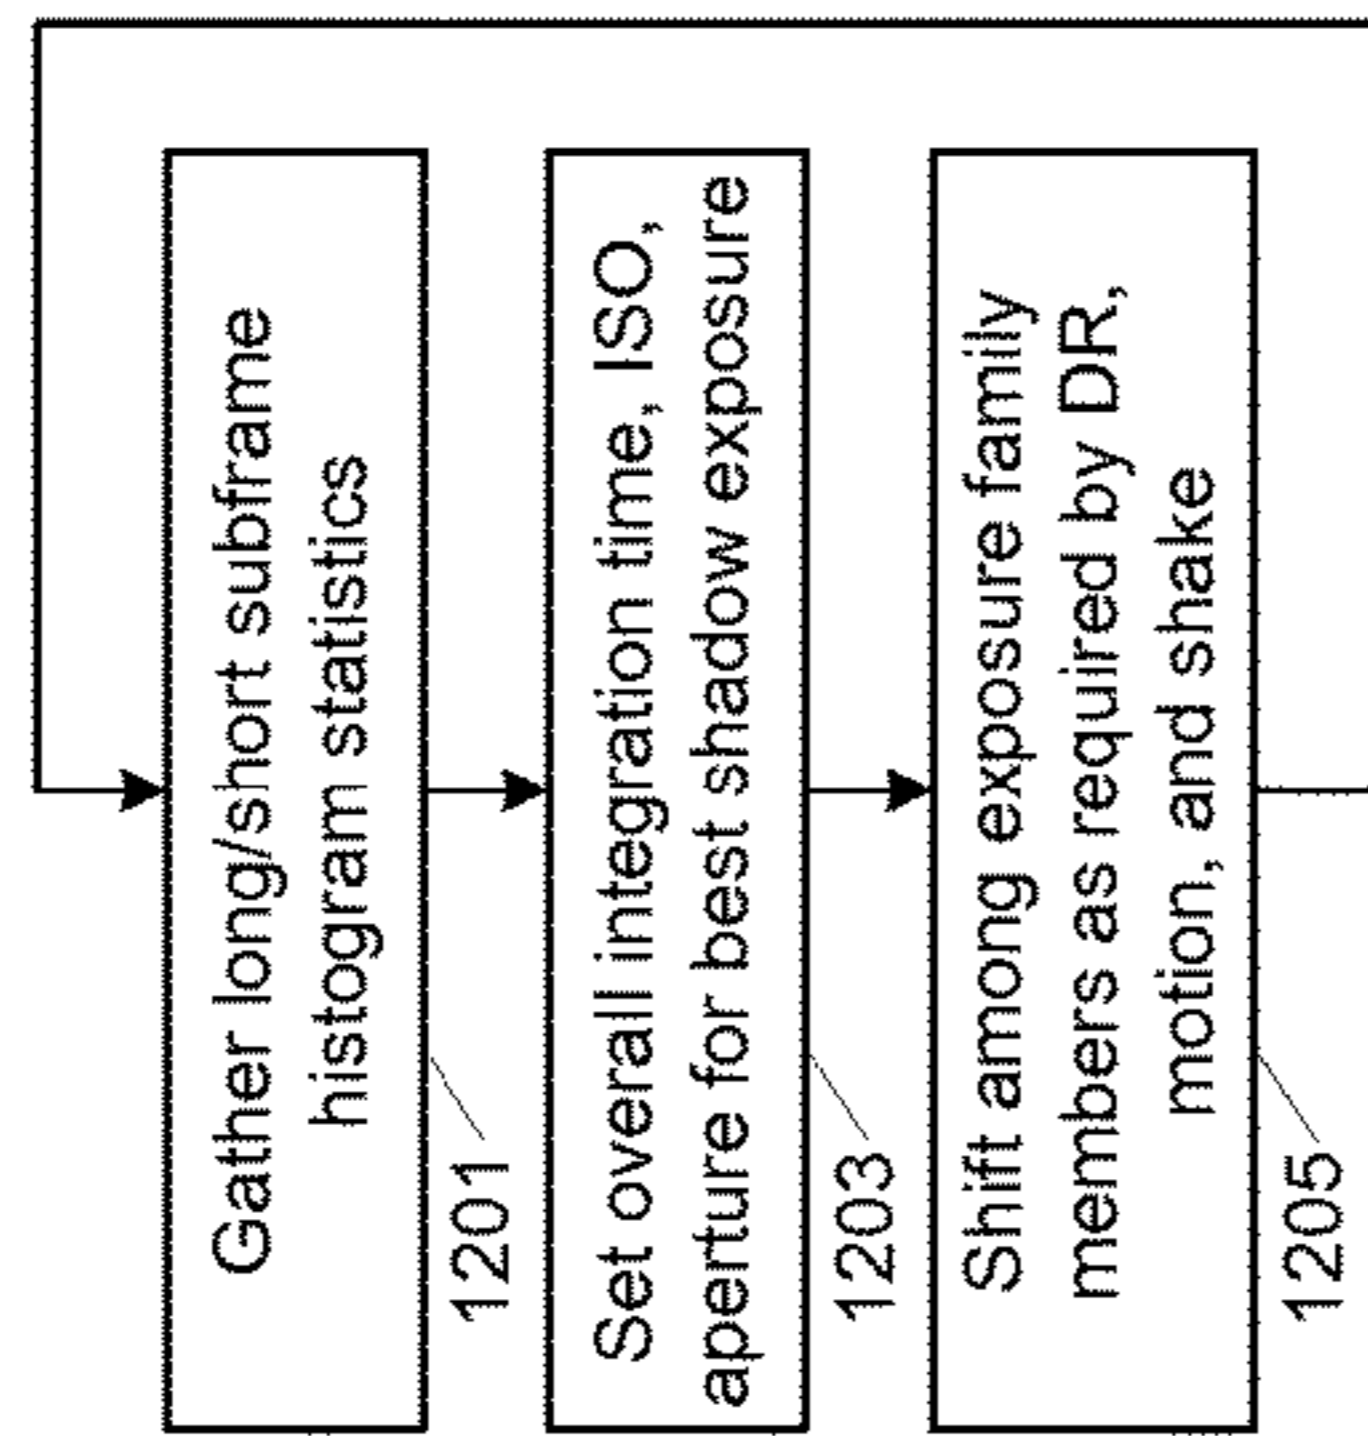 Gather long/short subframe
histogram statistics
1201
Set overall integration time, ISO,
aperture for best shadow exposure
1203
Shift among exposure family
members as required by DR,
motion, and shake
1205